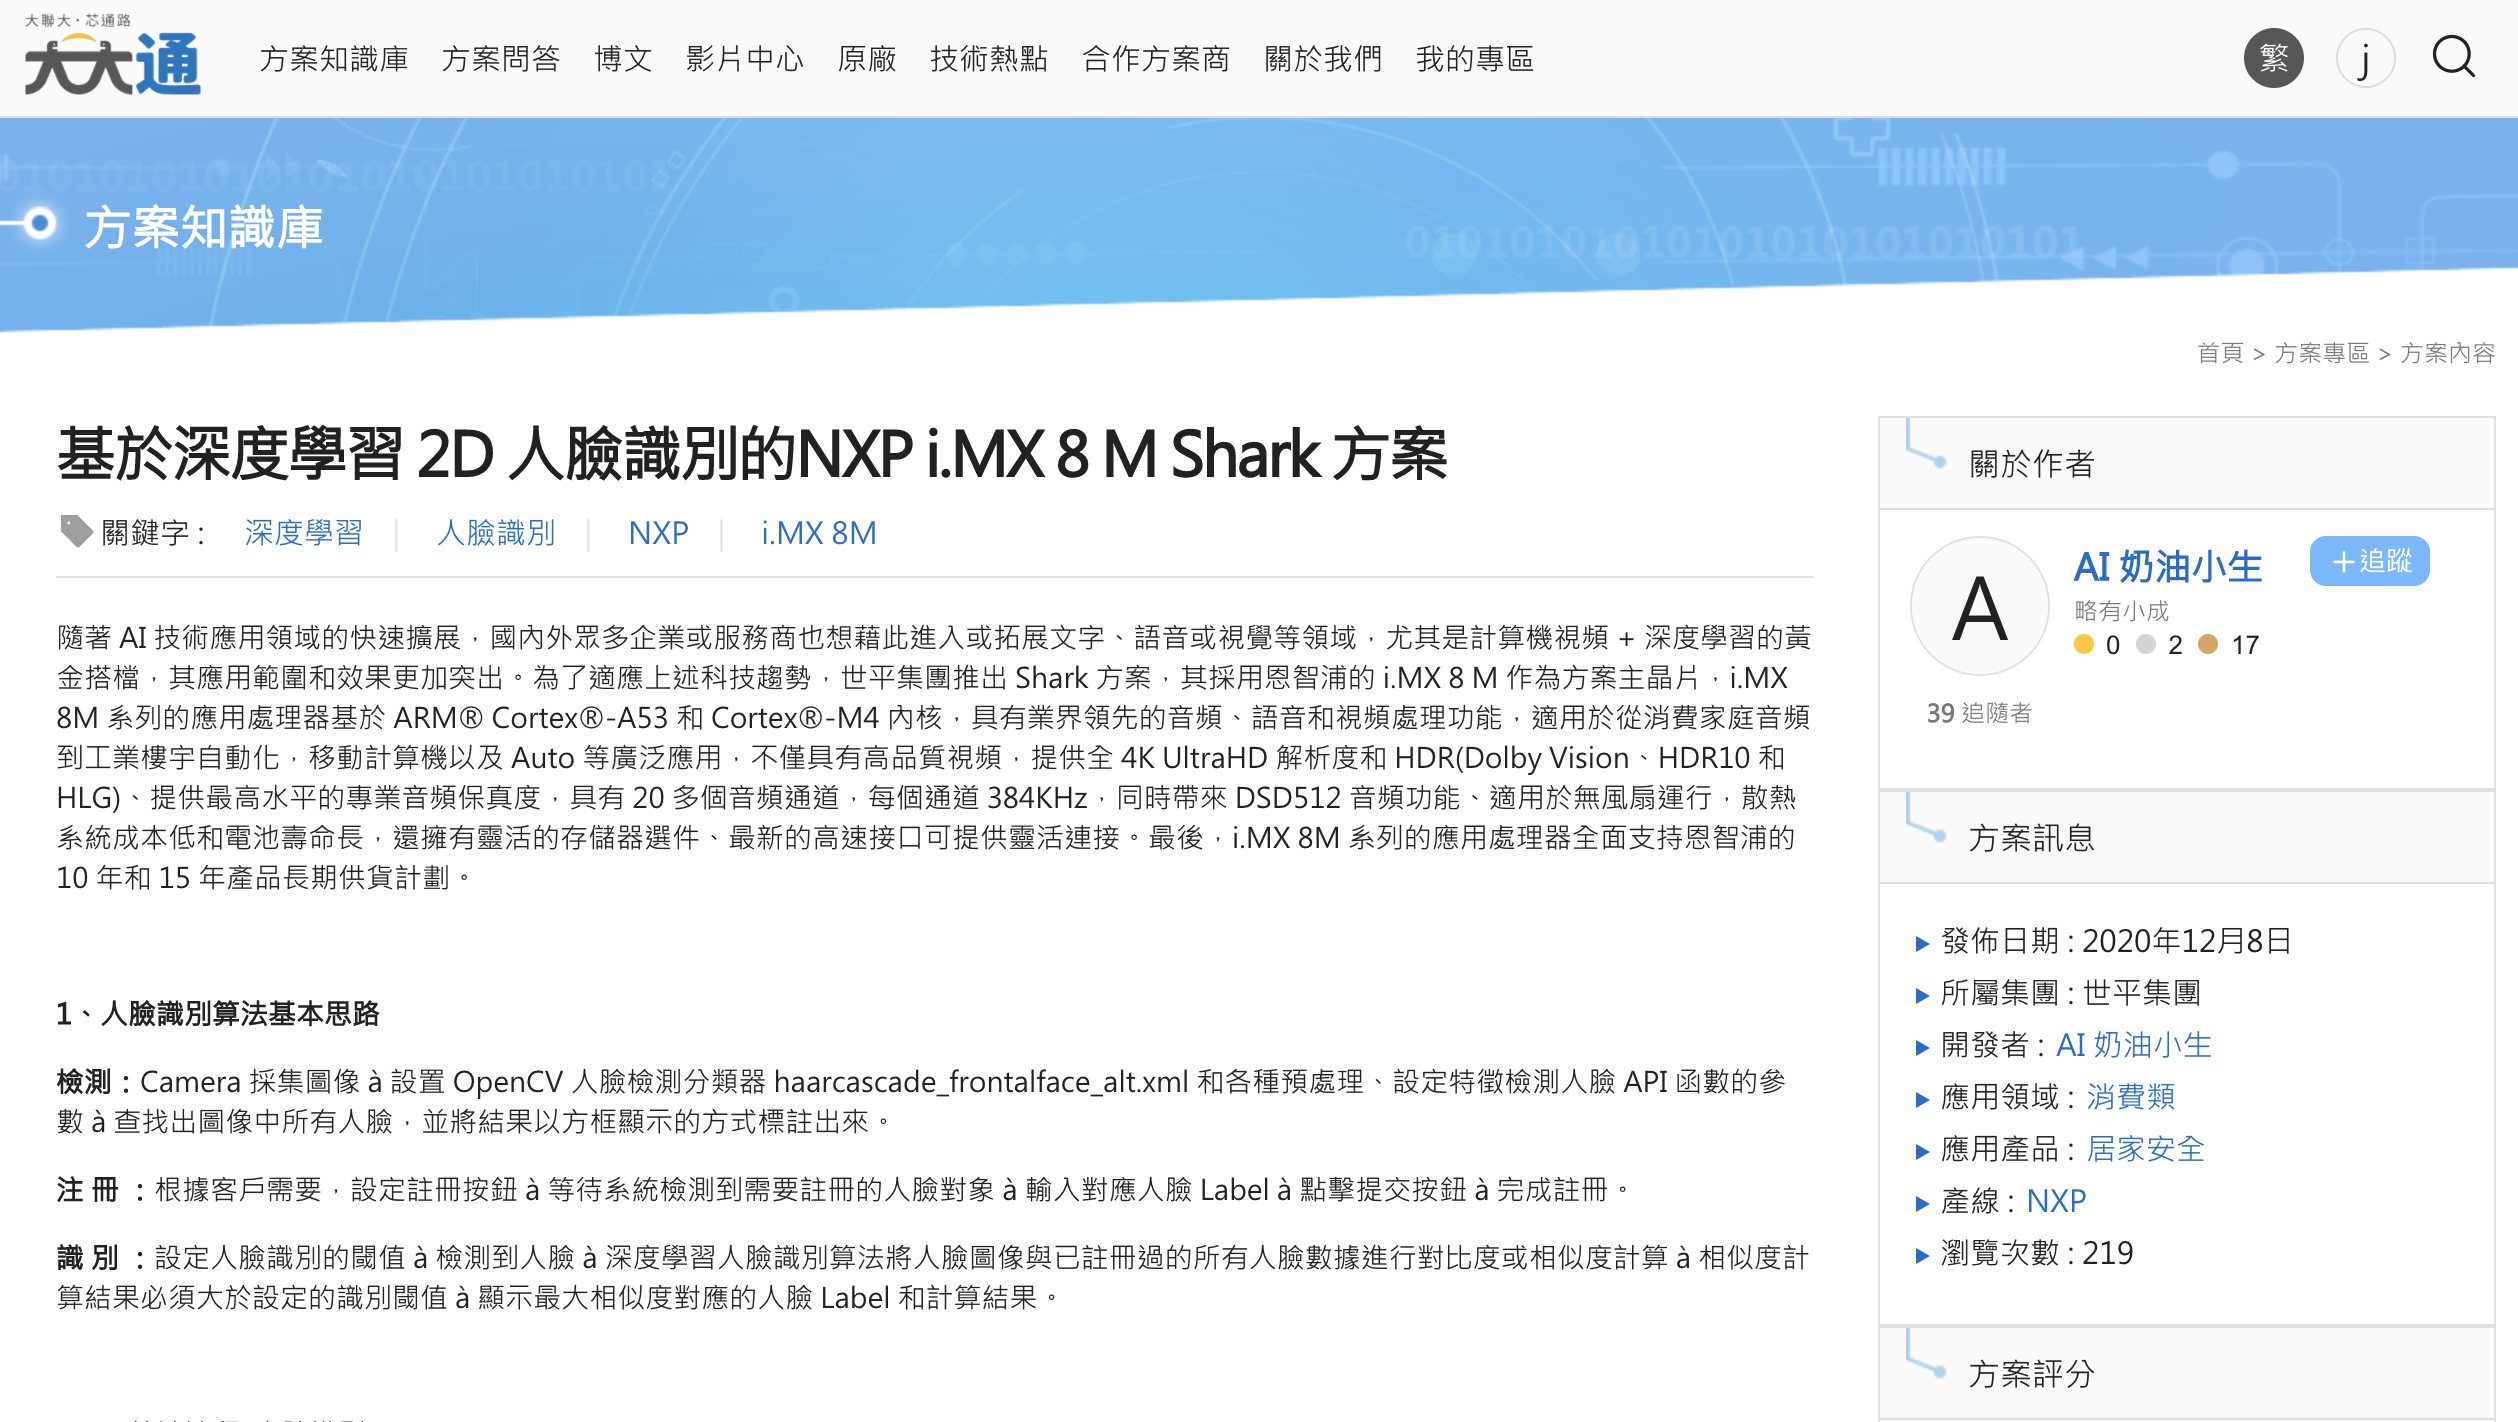 大聯大・芯通路
大大通
方案知識庫 方案問答 博文 影片中心 原廠 技術熱點 合作方案商 關於我們 我的專區
繁 j
方案知識庫
首頁 > 方案專區 > 方案內容
基於深度學習 2D 人臉識別的NXP i.MX 8 M Shark 方案
關鍵字 : 深度學習 | 人臉識別 | NXP | i.MX 8M
隨著 AI 技術應用領域的快速擴展，國內外眾多企業或服務商也想藉此進入或拓展文字、語音或視覺等領域，尤其是計算機視頻 + 深度學習的黃
金搭檔，其應用範圍和效果更加突出。為了適應上述科技趨勢，世平集團推出 Shark 方案，其採用恩智浦的 i.MX 8 M 作為方案主晶片，i.MX
8M 系列的應用處理器基於 ARM® Cortex®-A53 和 Cortex®-M4 內核，具有業界領先的音頻、語音和視頻處理功能，適用於從消費家庭音頻
到工業樓宇自動化，移動計算機以及 Auto 等廣泛應用，不僅具有高品質視頻，提供全 4K UltraHD 解析度和 HDR(Dolby Vision、HDR10 和
HLG)、提供最高水平的專業音頻保真度，具有 20 多個音頻通道，每個通道 384KHz，同時帶來 DSD512 音頻功能、適用於無風扇運行，散熱
系統成本低和電池壽命長，還擁有靈活的存儲器選件、最新的高速接口可提供靈活連接。最後，i.MX 8M 系列的應用處理器全面支持恩智浦的
10 年和 15 年產品長期供貨計劃。
1、人臉識別算法基本思路
檢測：Camera 採集圖像 à 設置 OpenCV 人臉檢測分類器 haarcascade_frontalface_alt.xml 和各種預處理、設定特徵檢測人臉 API 函數的參
數 à 查找出圖像中所有人臉，並將結果以方框顯示的方式標註出來。
注 冊 ：根據客戶需要，設定註冊按鈕 à 等待系統檢測到需要註冊的人臉對象 à 輸入對應人臉 Label à 點擊提交按鈕 à 完成註冊。
識 別 ：設定人臉識別的閾值 à 檢測到人臉 à 深度學習人臉識別算法將人臉圖像與已註冊過的所有人臉數據進行對比度或相似度計算 à 相似度計
算結果必須大於設定的識別閾值 à 顯示最大相似度對應的人臉 Label 和計算結果。
關於作者
A
AI 奶油小生
＋追蹤
略有小成
0 2 17
39 追隨者
方案訊息
發佈日期 : 2020年12月8日
所屬集團 : 世平集團
開發者 : AI 奶油小生
應用領域 : 消費類
應用產品 : 居家安全
產線 : NXP
瀏覽次數 : 219
方案評分